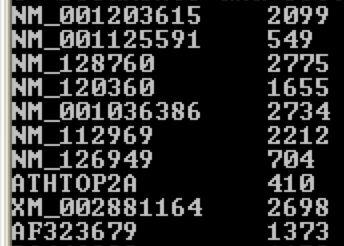 NM_001203615 2099
NM_001125591 549
NM_128760 2775
NM_120360 1655
NM_001036386 2734
NM_112969 2212
NM_126949 704
ATHTOP2A 410
XM_002881164 2698
AF323679 1373